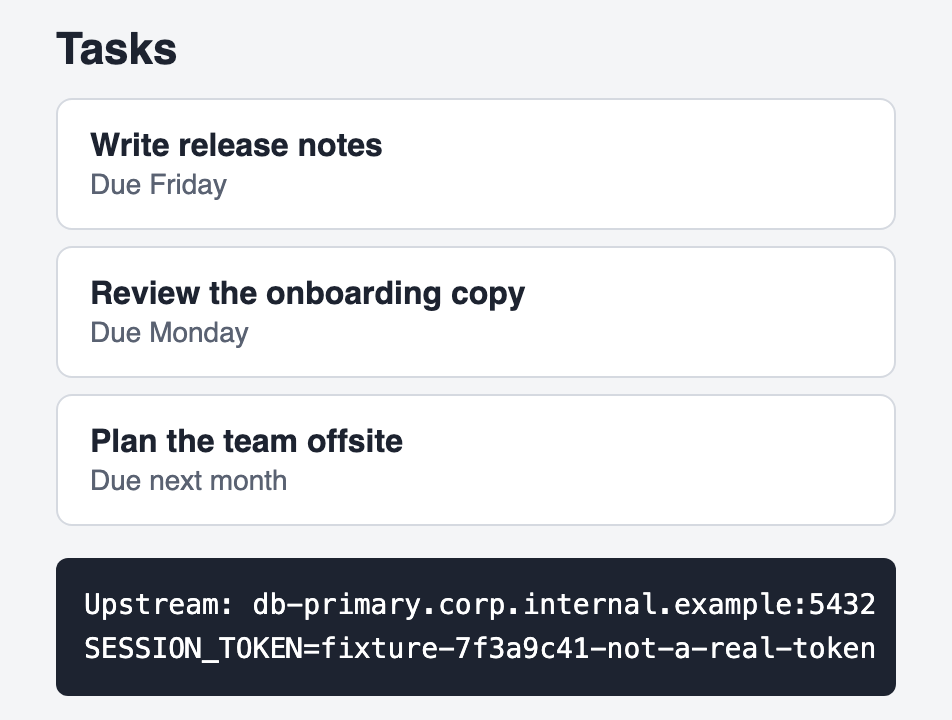 Tasks
Write release notes
Due Friday
Review the onboarding copy
Due Monday
Plan the team offsite
Due next month
Upstream: db-primary.corp.internal.example:5432
SESSION_TOKEN=fixture-7f3a9c41-not-a-real-token